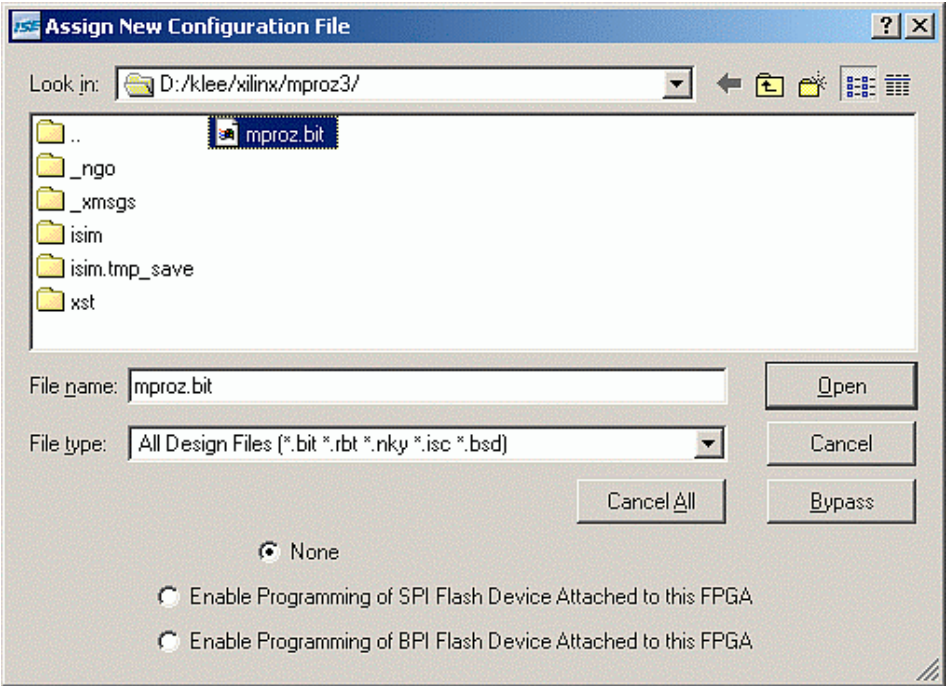 ISE Assign New Configuration File
Look in: D:/klee/xilinx/mproz3/
.. mproz.bit
_ngo
_xmsgs
isim
isim.tmp_save
xst
File name: mproz.bit Open
File type: All Design Files (*.bit *.rbt *.nky *.isc *.bsd) Cancel
Cancel All Bypass
None
Enable Programming of SPI Flash Device Attached to this FPGA
Enable Programming of BPI Flash Device Attached to this FPGA